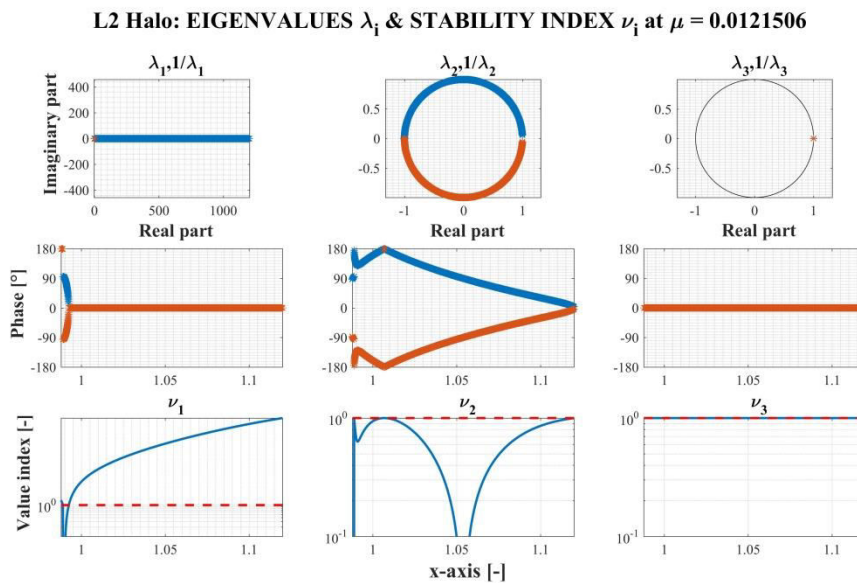 L2 Halo: EIGENVALUES λi & STABILITY INDEX νi at μ = 0.0121506
λ1,1/λ1
λ2,1/λ2
λ3,1/λ3
Imaginary part
400
200
0
-200
-400
0 500 1000
Real part
0.5
0
-0.5
-1 0 1
Real part
0.5
0
-0.5
-1 0 1
Real part
Phase [°]
180
90
0
-90
-180
1 1.05 1.1
180
90
0
-90
-180
1 1.05 1.1
180
90
0
-90
-180
1 1.05 1.1
ν1
ν2
ν3
Value index [-]
10^0
1 1.05 1.1
10^0
10^-1
1 1.05 1.1
10^0
10^-1
1 1.05 1.1
x-axis [-]